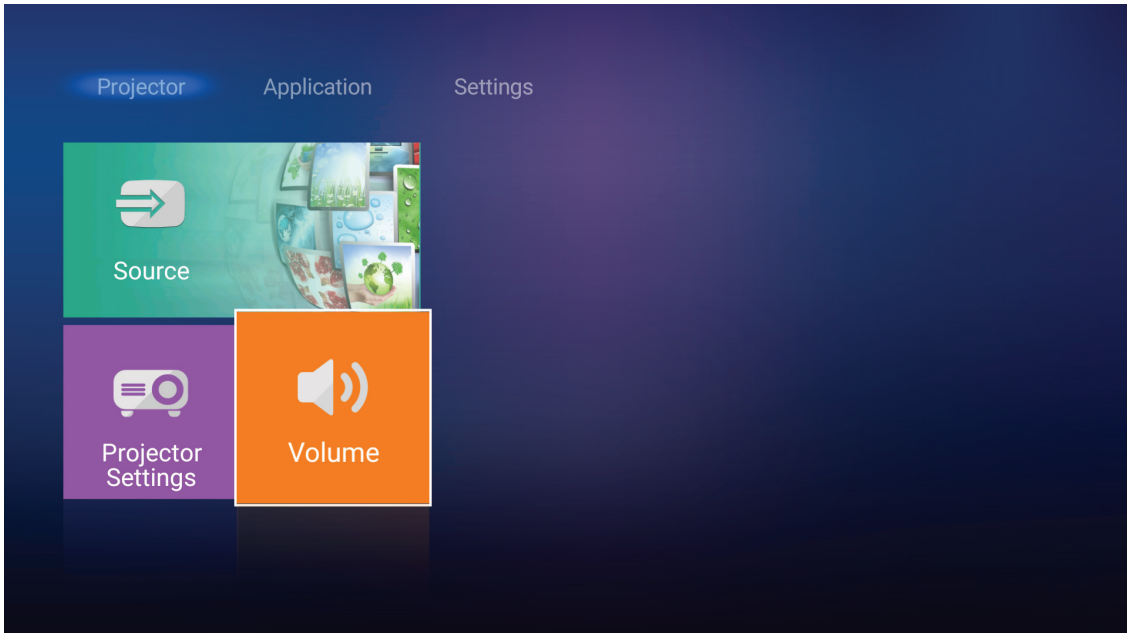 Projector
Application
Settings
Source
Projector
Settings
Volume